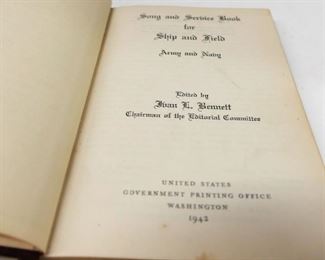 Song and Service Book
for
Ship and Field
Army and Navy
Edited by
Ivan L. Bennett
Chairman of the Editorial Committee
UNITED STATES
GOVERNMENT PRINTING OFFICE
WASHINGTON
1942